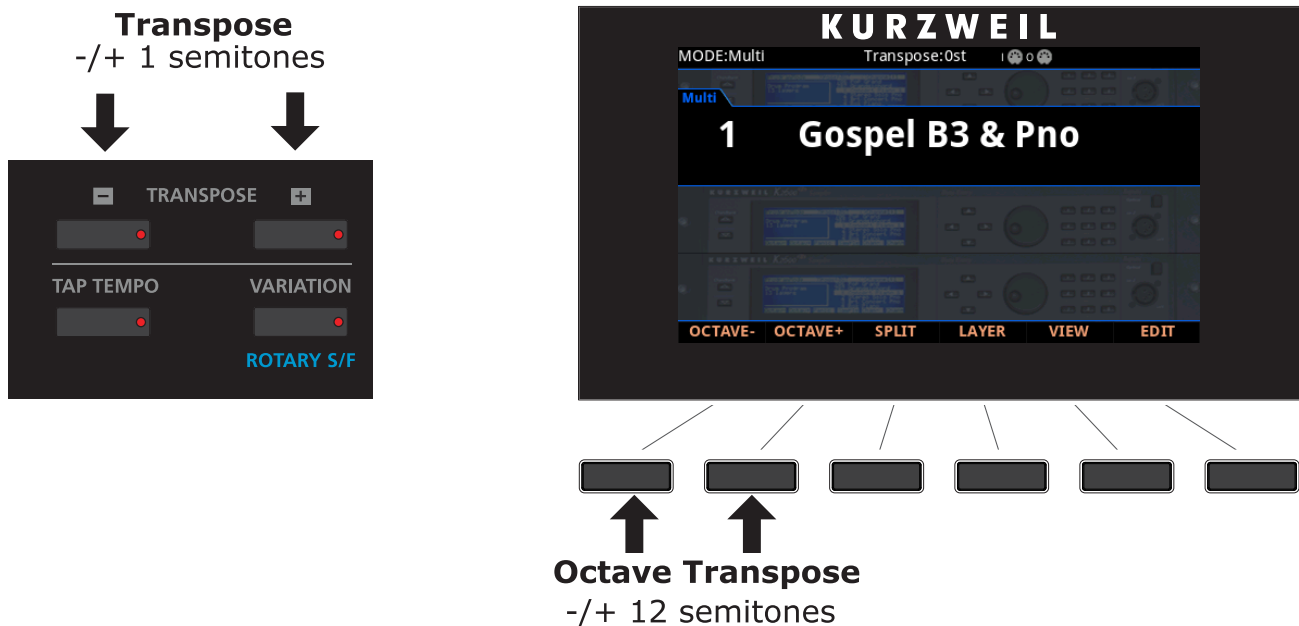 Transpose
-/+ 1 semitones
- TRANSPOSE +
TAP TEMPO VARIATION
ROTARY S/F
KURZWEIL
MODE:Multi Transpose:0st I O
Multi
1 Gospel B3 & Pno
OCTAVE- OCTAVE+ SPLIT LAYER VIEW EDIT
Octave Transpose
-/+ 12 semitones